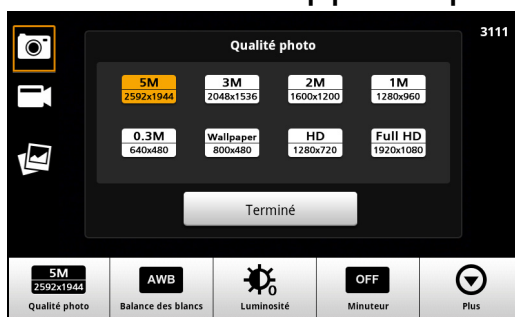 3111
Qualité photo
5M
2592x1944
3M
2048x1536
2M
1600x1200
1M
1280x960
0.3M
640x480
Wallpaper
800x480
HD
1280x720
Full HD
1920x1080
Terminé
5M
2592x1944
Qualité photo
AWB
Balance des blancs
0
Luminosité
OFF
Minuteur
Plus